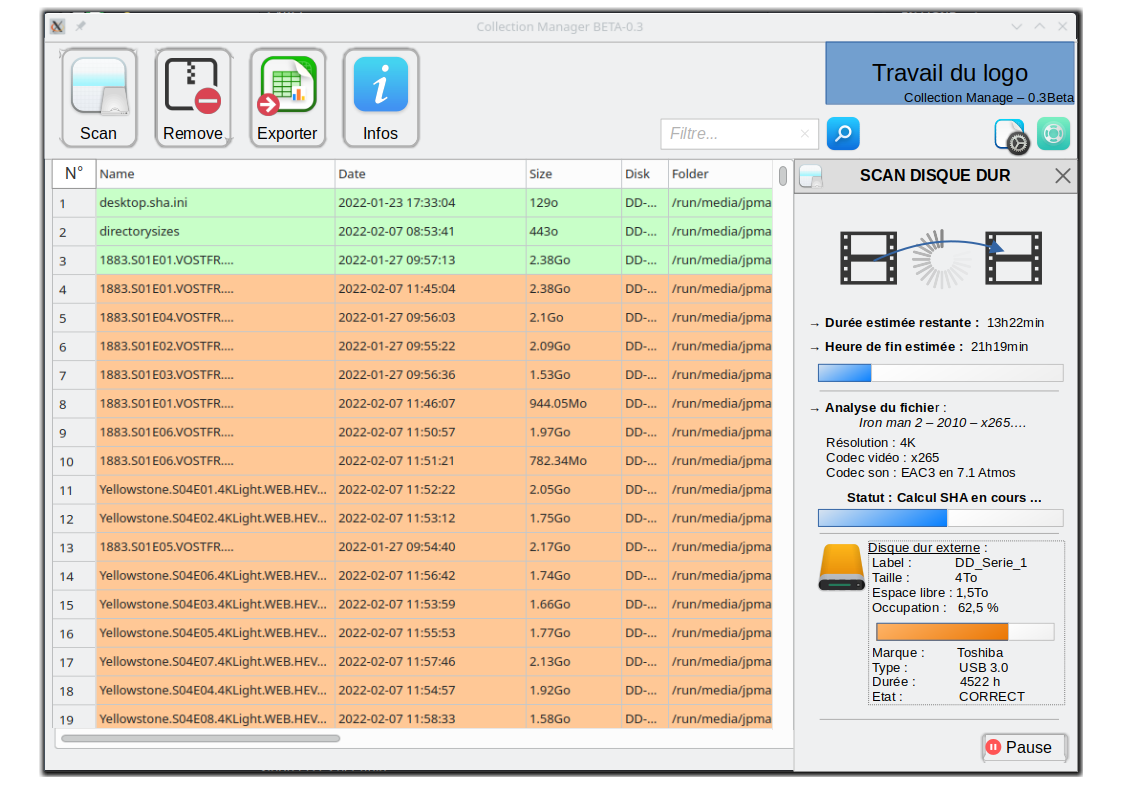 Collection Manager BETA-0.3
Travail du logo
Collection Manage – 0.3Beta
Scan
Remove
Exporter
Infos
Filtre...
N° Name Date Size Disk Folder
1 desktop.sha.ini 2022-01-23 17:33:04 129o DD-... /run/media/jpma
2 directorysizes 2022-02-07 08:53:41 443o DD-... /run/media/jpma
3 1883.S01E01.VOSTFR.... 2022-01-27 09:57:13 2.38Go DD-... /run/media/jpma
4 1883.S01E01.VOSTFR.... 2022-02-07 11:45:04 2.38Go DD-... /run/media/jpma
5 1883.S01E04.VOSTFR.... 2022-01-27 09:56:03 2.1Go DD-... /run/media/jpma
6 1883.S01E02.VOSTFR.... 2022-01-27 09:55:22 2.09Go DD-... /run/media/jpma
7 1883.S01E03.VOSTFR.... 2022-01-27 09:56:36 1.53Go DD-... /run/media/jpma
8 1883.S01E01.VOSTFR.... 2022-02-07 11:46:07 944.05Mo DD-... /run/media/jpma
9 1883.S01E06.VOSTFR.... 2022-02-07 11:50:57 1.97Go DD-... /run/media/jpma
10 1883.S01E06.VOSTFR.... 2022-02-07 11:51:21 782.34Mo DD-... /run/media/jpma
11 Yellowstone.S04E01.4KLight.WEB.HEV... 2022-02-07 11:52:22 2.05Go DD-... /run/media/jpma
12 Yellowstone.S04E02.4KLight.WEB.HEV... 2022-02-07 11:53:12 1.75Go DD-... /run/media/jpma
13 1883.S01E05.VOSTFR.... 2022-01-27 09:54:40 2.17Go DD-... /run/media/jpma
14 Yellowstone.S04E06.4KLight.WEB.HEV... 2022-02-07 11:56:42 1.74Go DD-... /run/media/jpma
15 Yellowstone.S04E03.4KLight.WEB.HEV... 2022-02-07 11:53:59 1.66Go DD-... /run/media/jpma
16 Yellowstone.S04E05.4KLight.WEB.HEV... 2022-02-07 11:55:53 1.77Go DD-... /run/media/jpma
17 Yellowstone.S04E07.4KLight.WEB.HEV... 2022-02-07 11:57:46 2.13Go DD-... /run/media/jpma
18 Yellowstone.S04E04.4KLight.WEB.HEV... 2022-02-07 11:54:57 1.92Go DD-... /run/media/jpma
19 Yellowstone.S04E08.4KLight.WEB.HEV... 2022-02-07 11:58:33 1.58Go DD-... /run/media/jpma
SCAN DISQUE DUR
→ Durée estimée restante : 13h22min
→ Heure de fin estimée : 21h19min
→ Analyse du fichier :
Iron man 2 – 2010 – x265....
Résolution : 4K
Codec vidéo : x265
Codec son : EAC3 en 7.1 Atmos
Statut : Calcul SHA en cours ...
Disque dur externe :
Label : DD_Serie_1
Taille : 4To
Espace libre : 1,5To
Occupation : 62,5 %
Marque : Toshiba
Type : USB 3.0
Durée : 4522 h
Etat : CORRECT
Pause